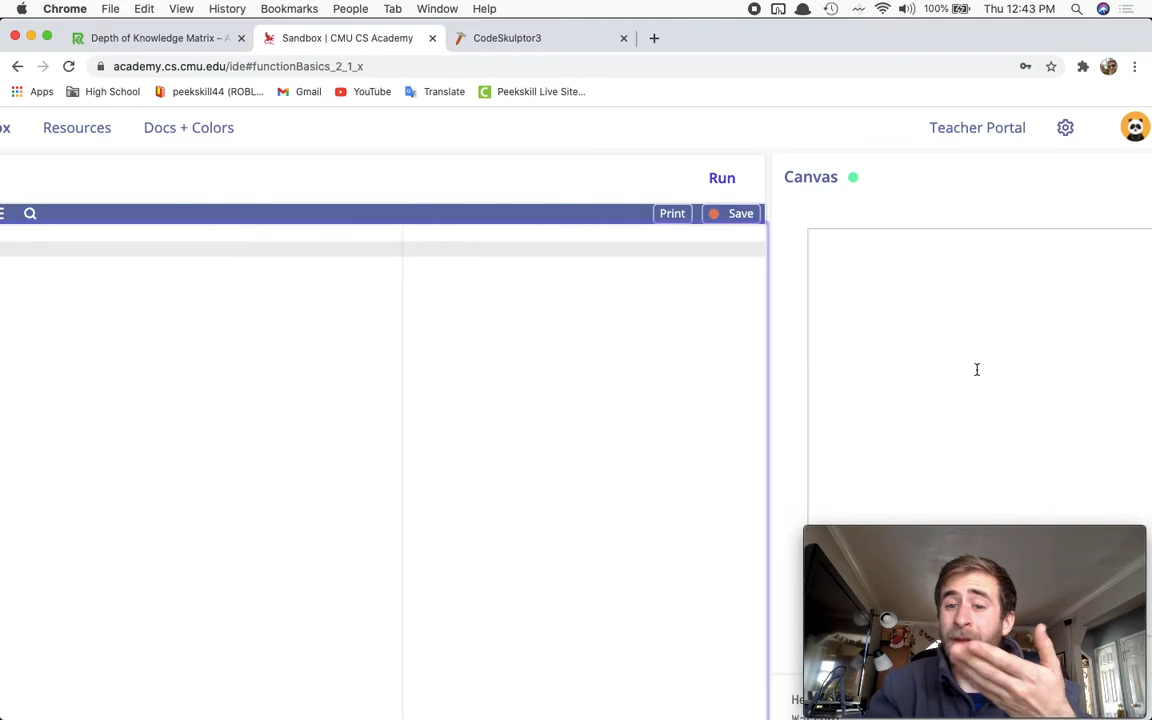 Chrome File Edit View History Bookmarks People Tab Window Help 100% Thu 12:43 PM
Depth of Knowledge Matrix – A Sandbox | CMU CS Academy CodeSkulptor3
academy.cs.cmu.edu/ide#functionBasics_2_1_x
Apps High School peekskill44 (ROBL... Gmail YouTube Translate Peekskill Live Site...
ox Resources Docs + Colors Teacher Portal
Run Canvas
Print Save
He